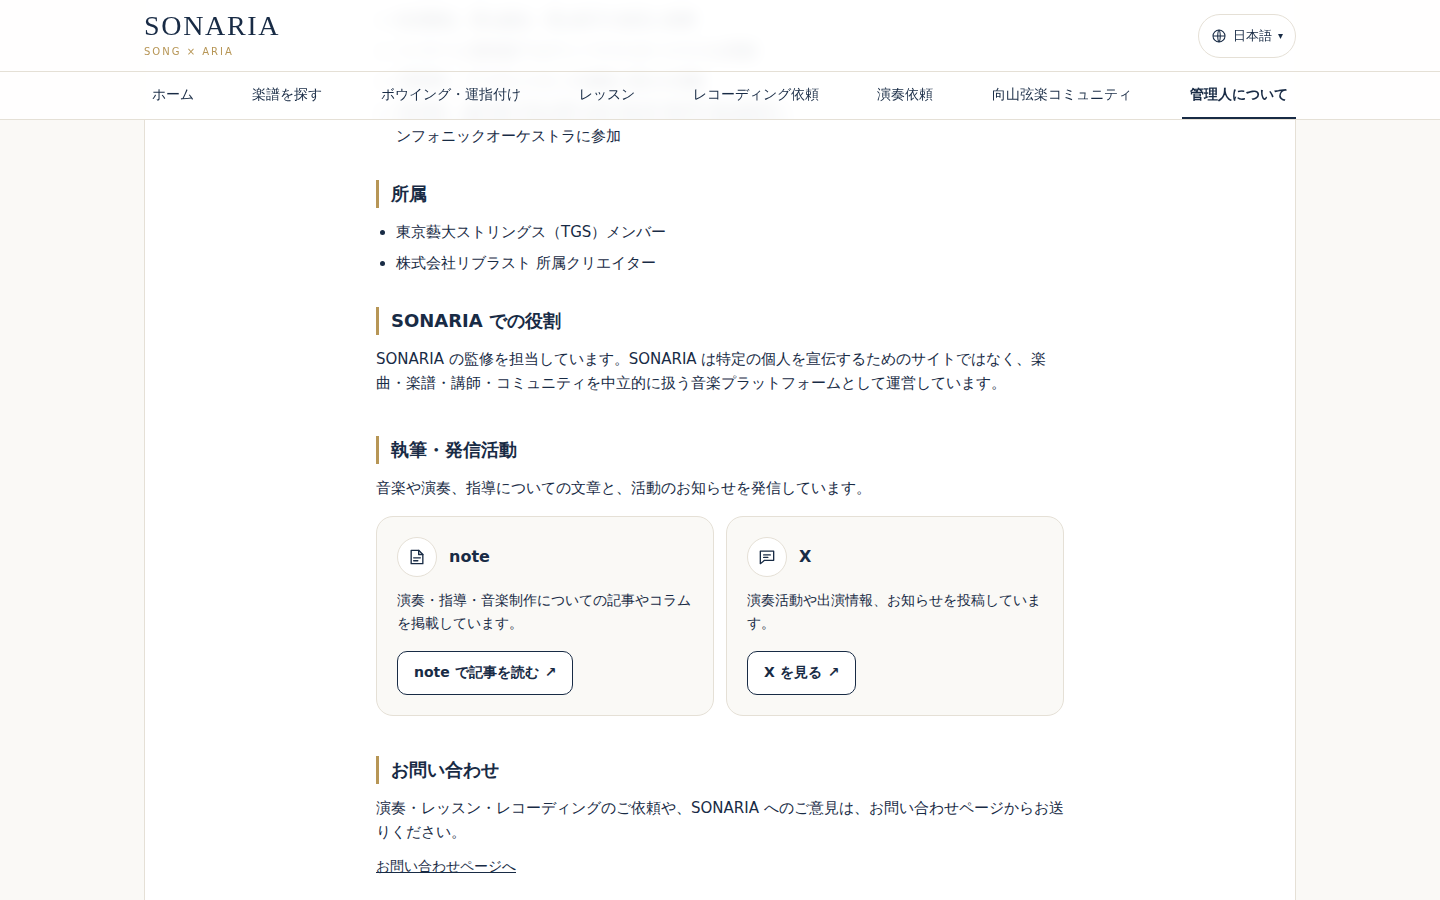 SONARIA
SONG × ARIA
日本語 ▾
ホーム
楽譜を探す
ボウイング・運指付け
レッスン
レコーディング依頼
演奏依頼
向山弦楽コミュニティ
管理人について
ンフォニックオーケストラに参加
所属
• 東京藝大ストリングス（TGS）メンバー
• 株式会社リブラスト 所属クリエイター
SONARIA での役割
SONARIA の監修を担当しています。SONARIA は特定の個人を宣伝するためのサイトではなく、楽
曲・楽譜・講師・コミュニティを中立的に扱う音楽プラットフォームとして運営しています。
執筆・発信活動
音楽や演奏、指導についての文章と、活動のお知らせを発信しています。
note
演奏・指導・音楽制作についての記事やコラム
を掲載しています。
note で記事を読む ↗
X
演奏活動や出演情報、お知らせを投稿していま
す。
X を見る ↗
お問い合わせ
演奏・レッスン・レコーディングのご依頼や、SONARIA へのご意見は、お問い合わせページからお送
りください。
お問い合わせページへ